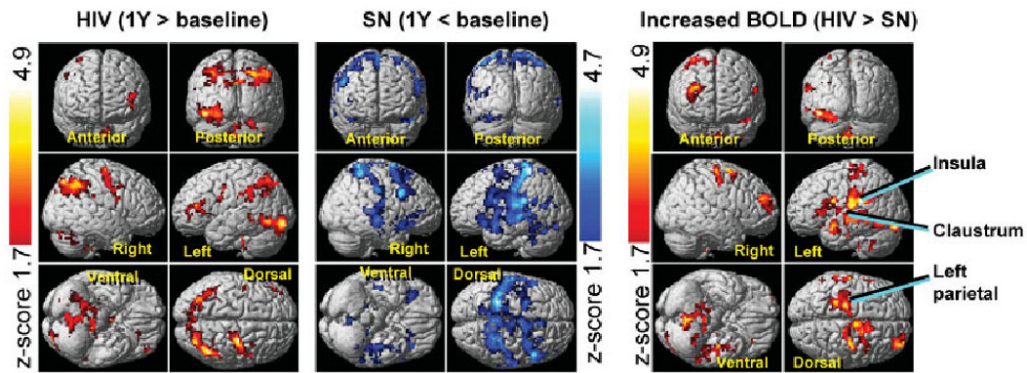 HIV (1Y > baseline)
SN (1Y < baseline)
Increased BOLD (HIV > SN)
z-score 1.7 4.9
Anterior
Posterior
Right
Left
Ventral
Dorsal
Anterior
Posterior
Right
Left
Ventral
Dorsal
z-score 1.7 4.7
z-score 1.7 4.9
Anterior
Posterior
Right
Left
Ventral
Dorsal
Insula
Claustrum
Left
parietal